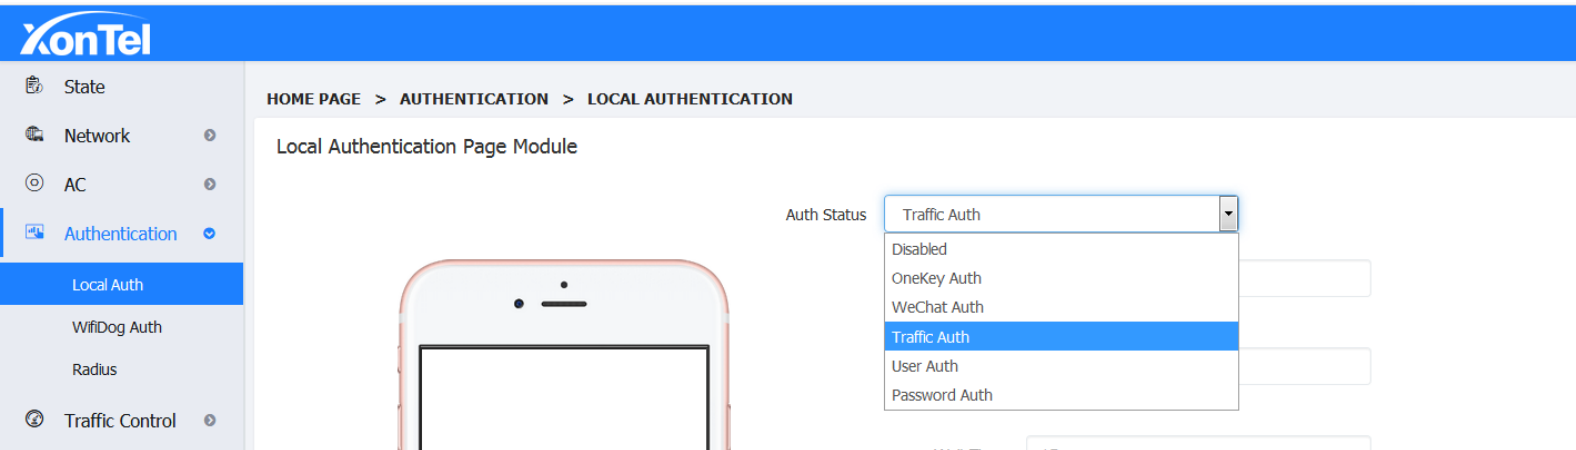 XonTel
State
HOME PAGE > AUTHENTICATION > LOCAL AUTHENTICATION
Network
Local Authentication Page Module
AC
Auth Status Traffic Auth
Authentication
Disabled
OneKey Auth
WeChat Auth
Traffic Auth
User Auth
Password Auth
Local Auth
WifiDog Auth
Radius
Traffic Control